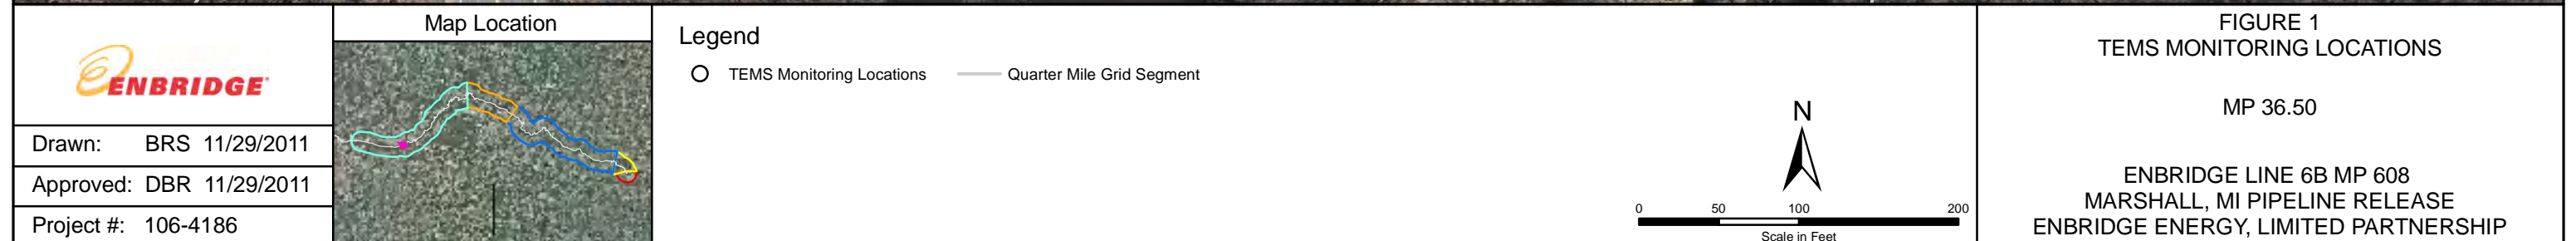 ENBRIDGE
Drawn: BRS 11/29/2011
Approved: DBR 11/29/2011
Project #: 106-4186
Map Location
Legend
TEMS Monitoring Locations
Quarter Mile Grid Segment
N
0 50 100 200
Scale in Feet
FIGURE 1
TEMS MONITORING LOCATIONS
MP 36.50
ENBRIDGE LINE 6B MP 608
MARSHALL, MI PIPELINE RELEASE
ENBRIDGE ENERGY, LIMITED PARTNERSHIP